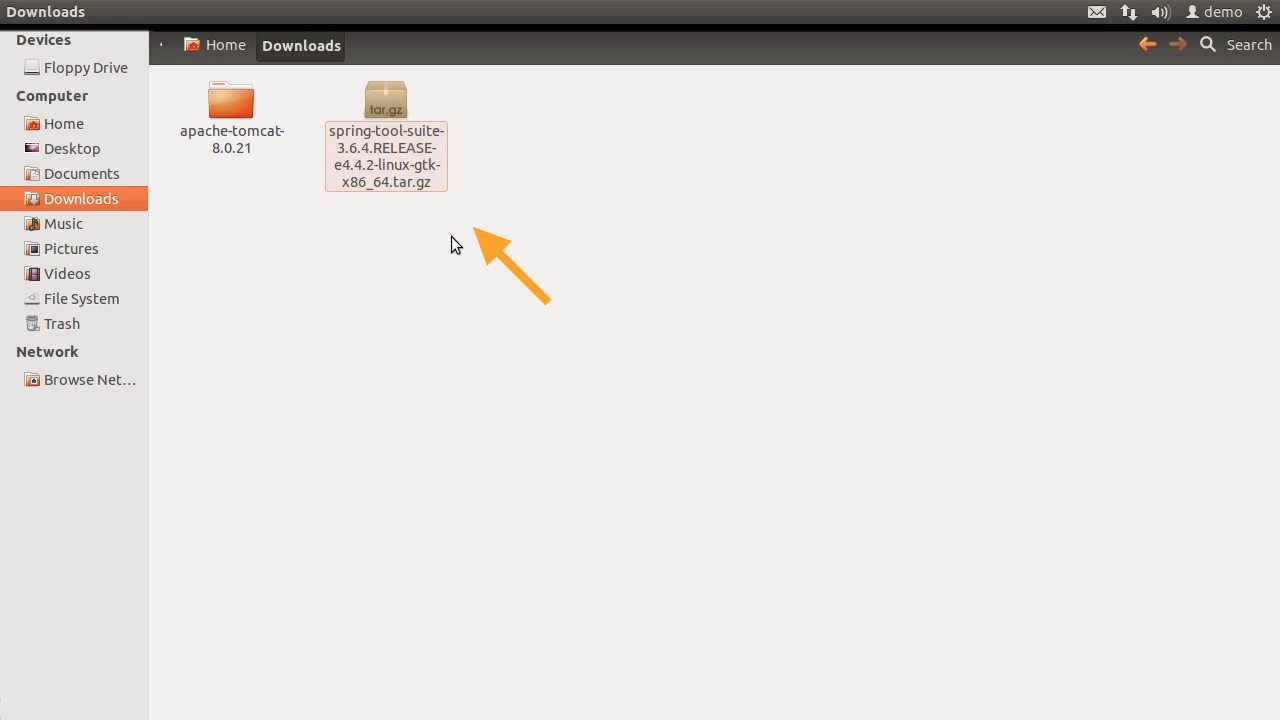 Downloads
demo
Devices
Floppy Drive
Computer
Home
Desktop
Documents
Downloads
Music
Pictures
Videos
File System
Trash
Network
Browse Net…
Home
Downloads
Search
apache-tomcat-
8.0.21
tar.gz
spring-tool-suite-
3.6.4.RELEASE-
e4.4.2-linux-gtk-
x86_64.tar.gz